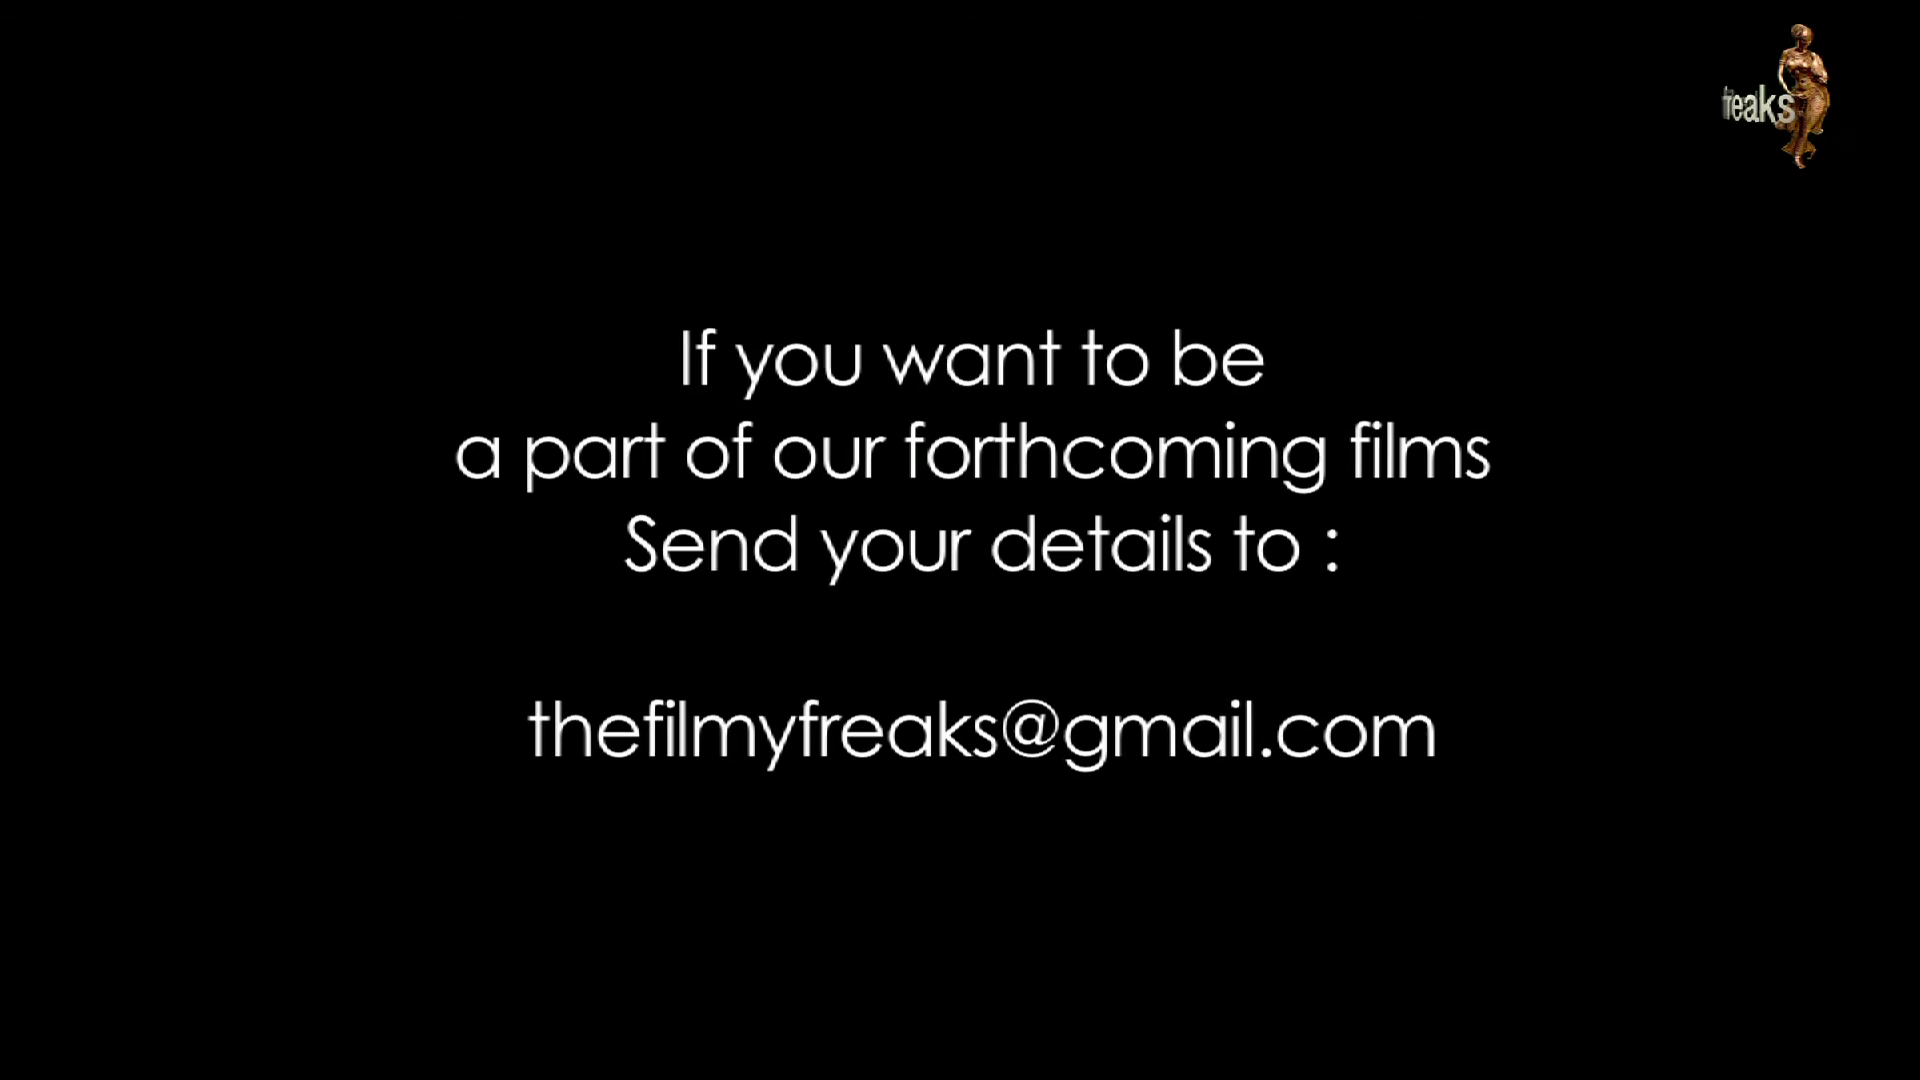 freaks
If you want to be
a part of our forthcoming films
Send your details to :
thefilmyfreaks@gmail.com